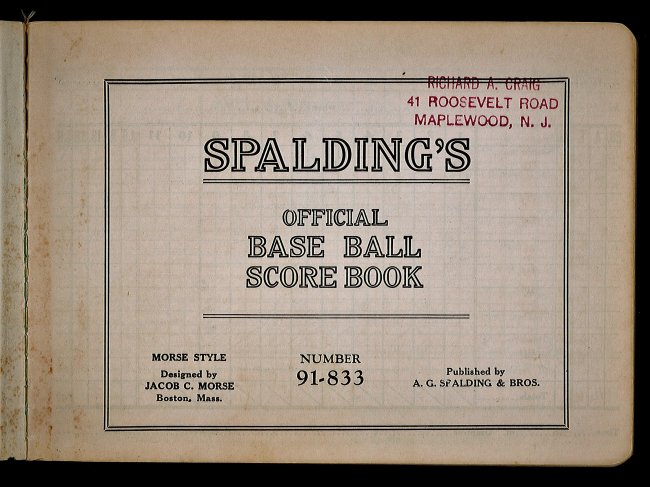 RICHARD A. CRAIG
41 ROOSEVELT ROAD
MAPLEWOOD, N. J.
SPALDING'S
OFFICIAL
BASE BALL
SCORE BOOK
MORSE STYLE
Designed by
JACOB C. MORSE
Boston, Mass.
NUMBER
91-833
Published by
A. G. SPALDING & BROS.